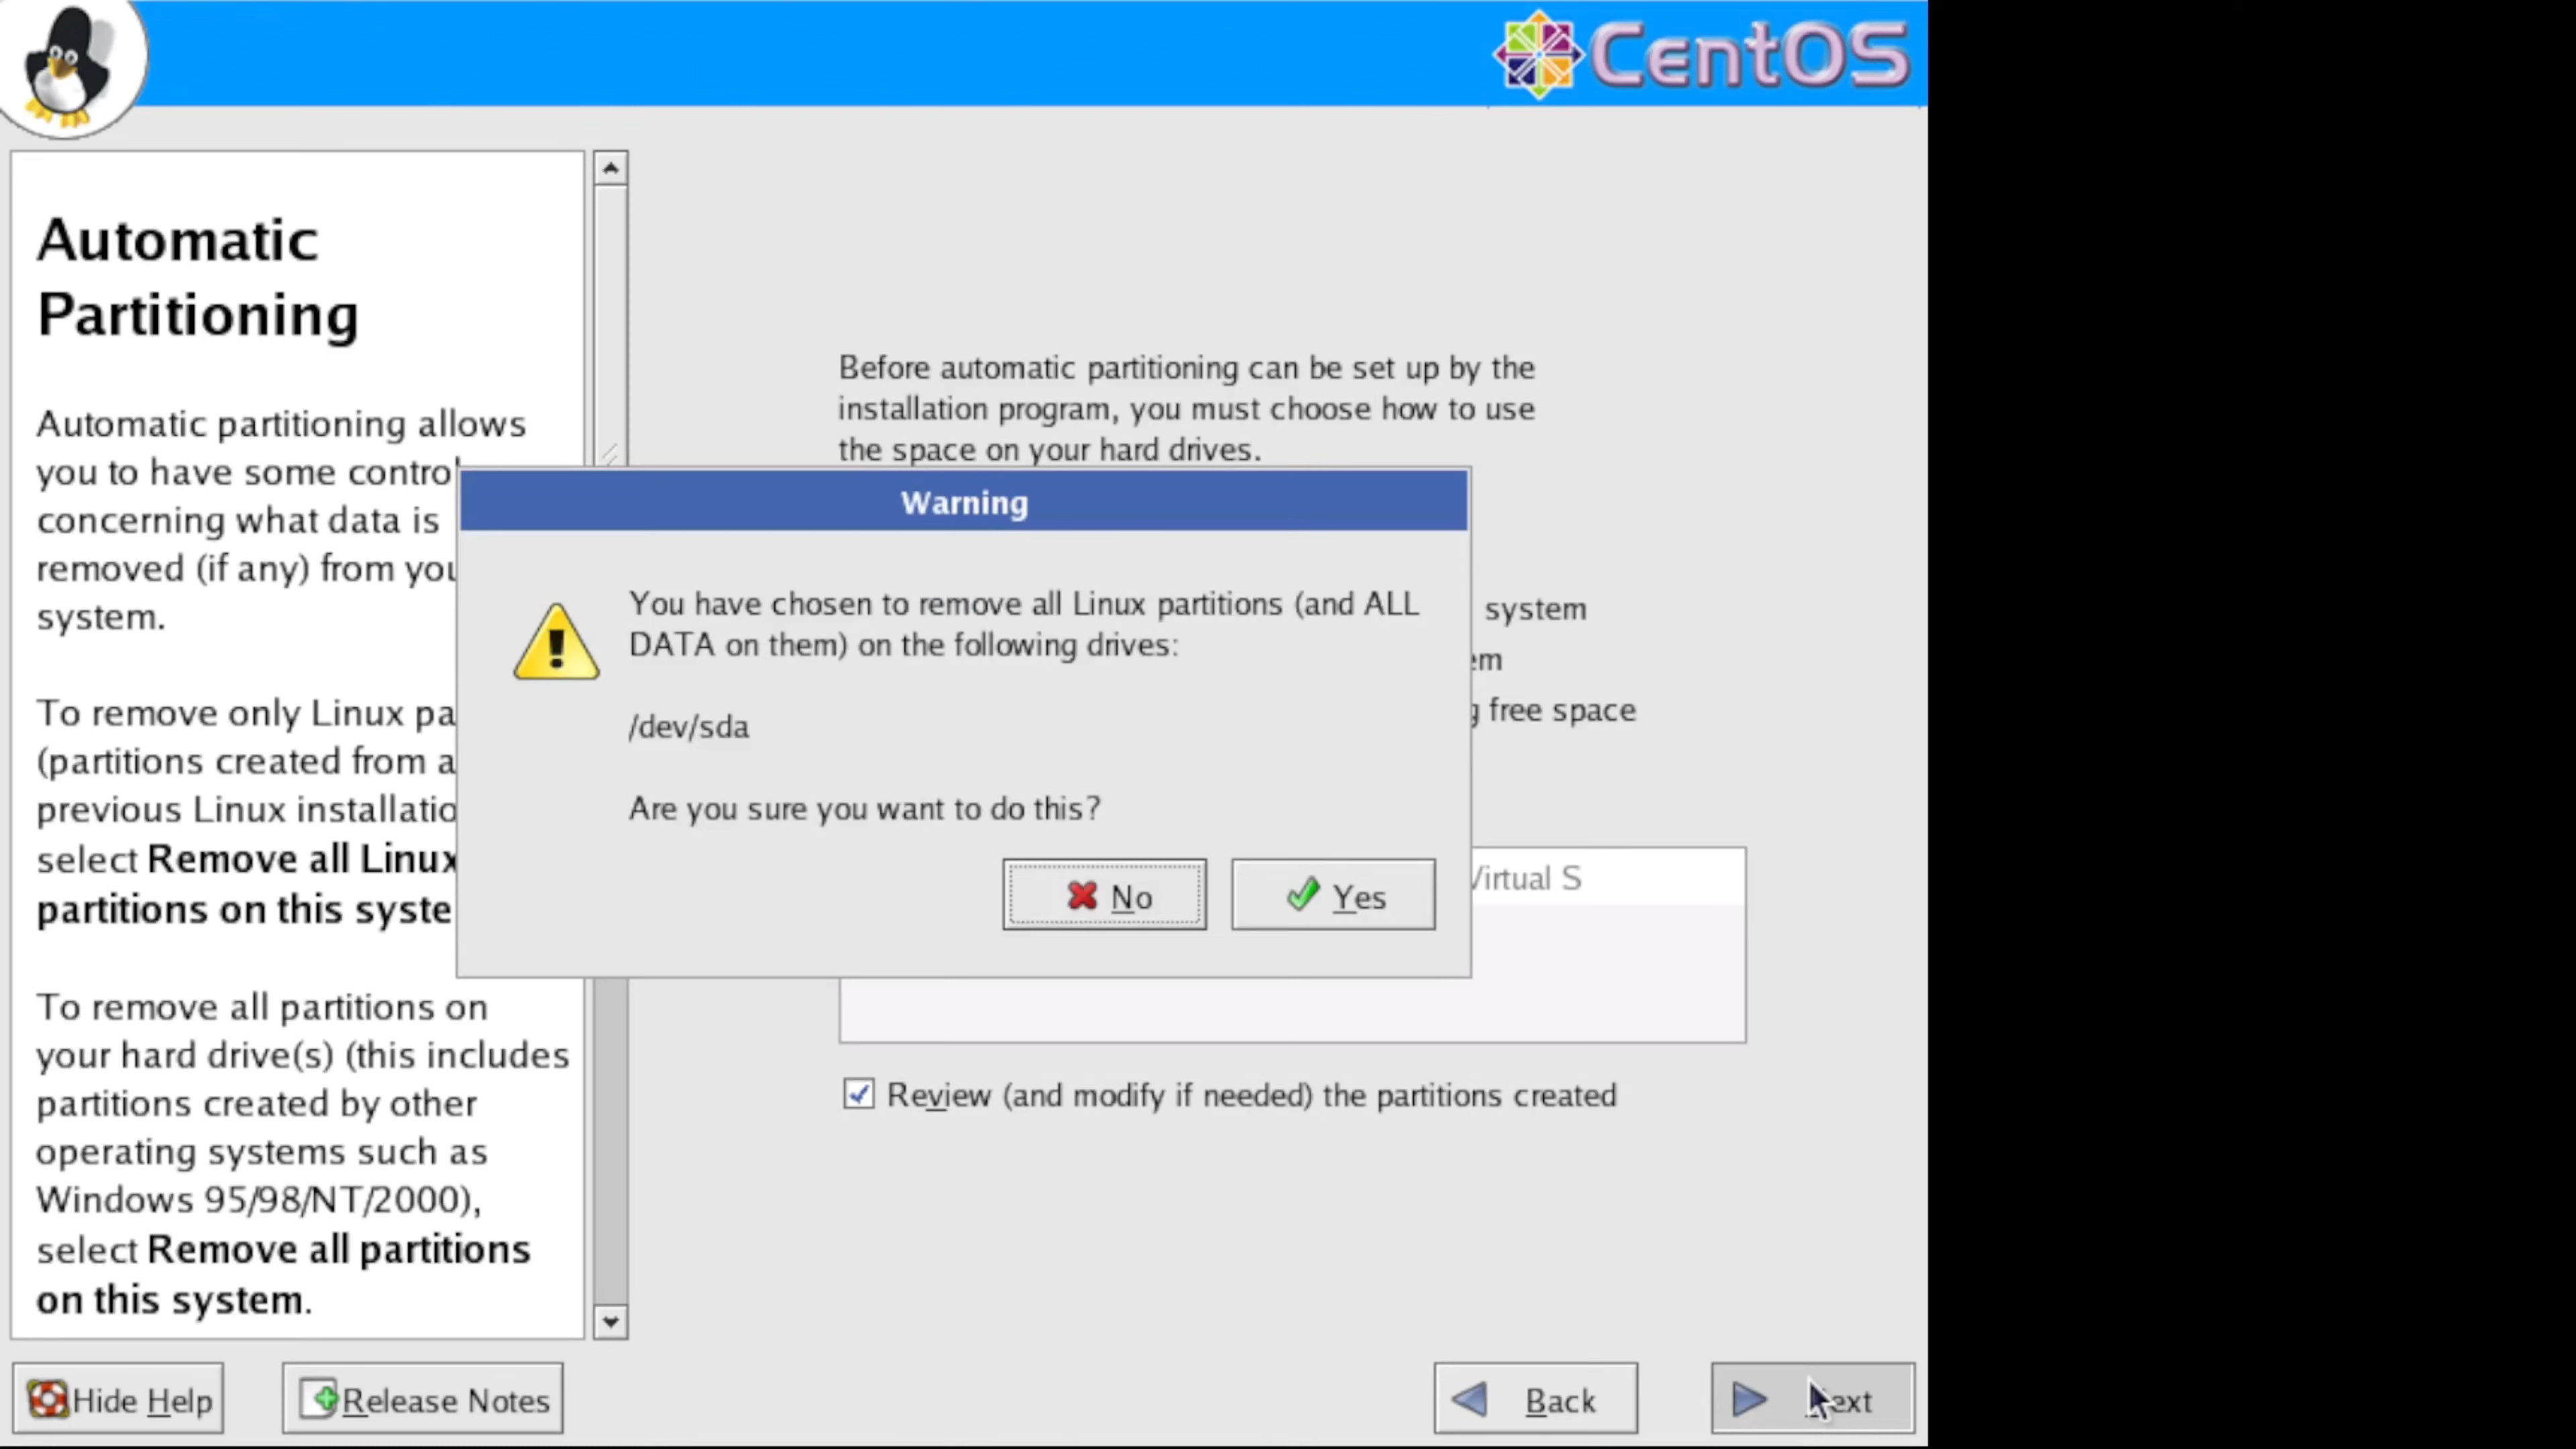 CentOS
Automatic
Partitioning
Automatic partitioning allows
you to have some control
concerning what data is
removed (if any) from you
system.
To remove only Linux pa
(partitions created from a
previous Linux installatio
select Remove all Linux
partitions on this syste
To remove all partitions on
your hard drive(s) (this includes
partitions created by other
operating systems such as
Windows 95/98/NT/2000),
select Remove all partitions
on this system.
Before automatic partitioning can be set up by the
installation program, you must choose how to use
the space on your hard drives.
system
em
g free space
Warning
You have chosen to remove all Linux partitions (and ALL
DATA on them) on the following drives:
/dev/sda
Are you sure you want to do this?
No
Yes
Virtual S
Review (and modify if needed) the partitions created
Hide Help
Release Notes
Back
Next